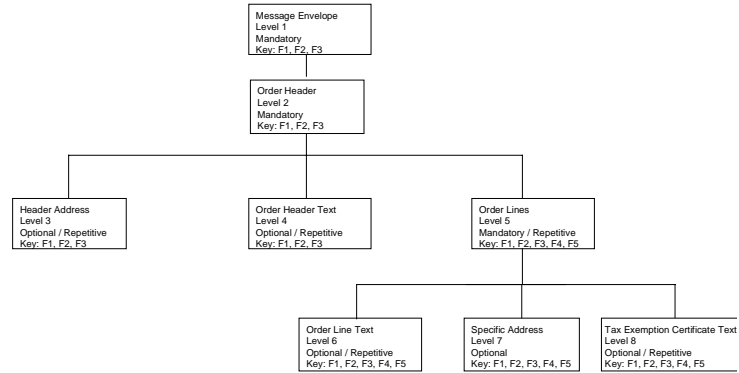 Message Envelope
Level 1
Mandatory
Key: F1, F2, F3
Order Header
Level 2
Mandatory
Key: F1, F2, F3
Header Address
Level 3
Optional / Repetitive
Key: F1, F2, F3
Order Header Text
Level 4
Optional / Repetitive
Key: F1, F2, F3
Order Lines
Level 5
Mandatory / Repetitive
Key: F1, F2, F3, F4, F5
Order Line Text
Level 6
Optional / Repetitive
Key: F1, F2, F3, F4, F5
Specific Address
Level 7
Optional
Key: F1, F2, F3, F4, F5
Tax Exemption Certificate Text
Level 8
Optional / Repetitive
Key: F1, F2, F3, F4, F5